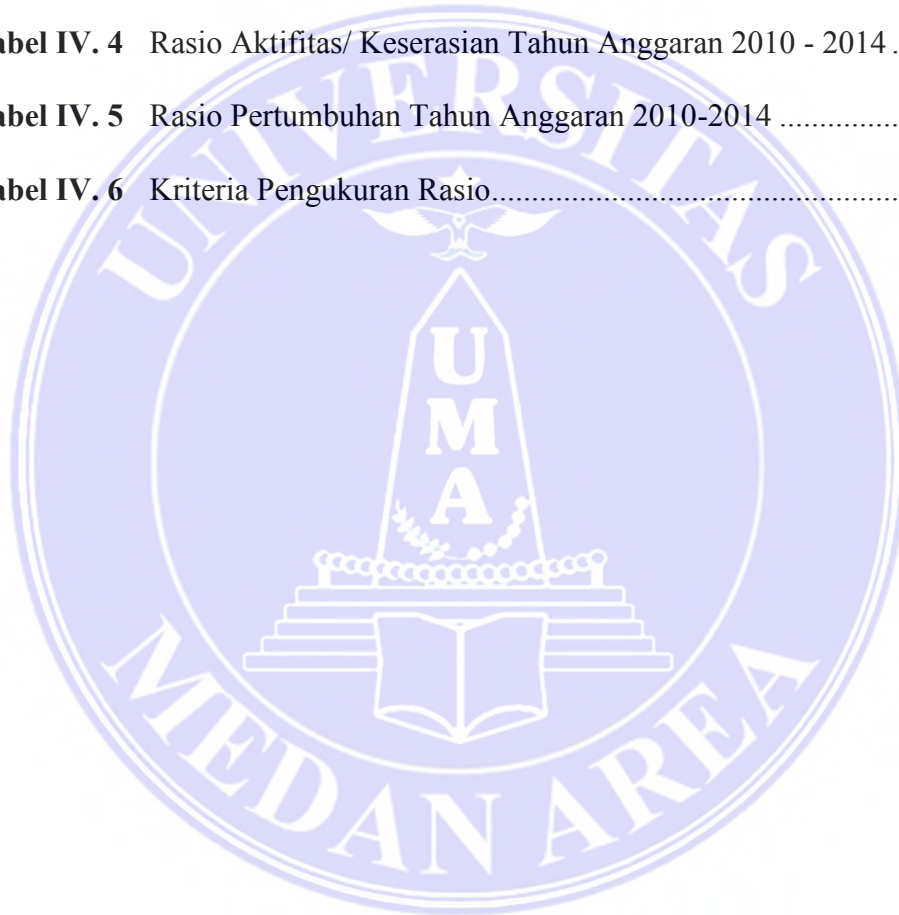 abel IV. 4 Rasio Aktifitas/ Keserasian Tahun Anggaran 2010 - 2014 .
abel IV. 5 Rasio Pertumbuhan Tahun Anggaran 2010-2014 ...............
abel IV. 6 Kriteria Pengukuran Rasio..................................................
UNIVERSITAS
UMA
MEDAN AREA